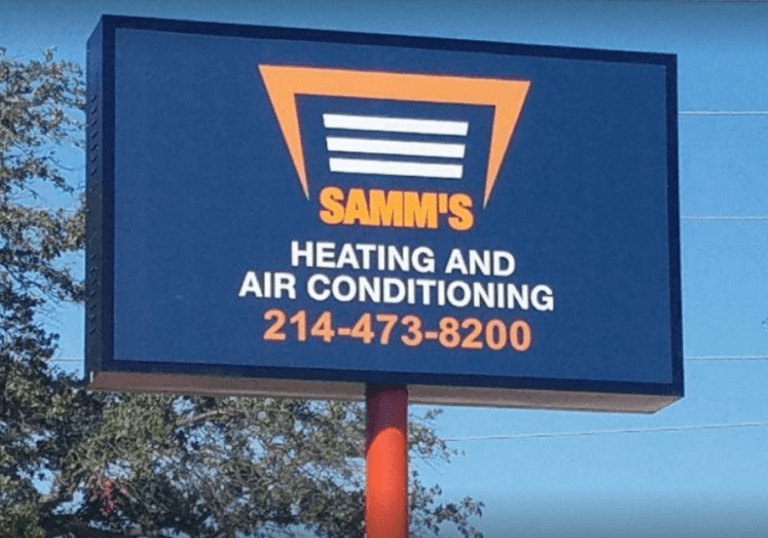 SAMM'S
HEATING AND
AIR CONDITIONING
214-473-8200